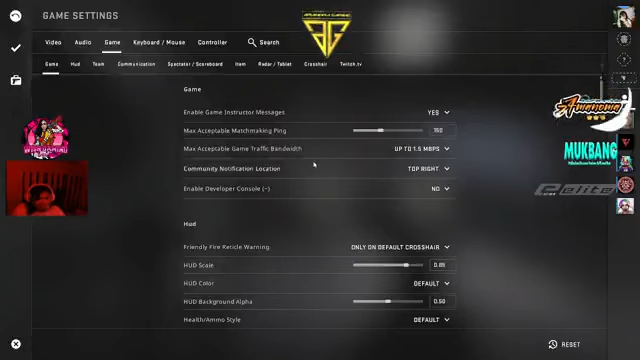 GAME SETTINGS
Video Audio Game Keyboard / Mouse Controller Search
Game Hud Team Communication Spectator / Scoreboard Item Radar / Tablet Crosshair Twitch.tv
Game
Enable Game Instructor Messages YES
Max Acceptable Matchmaking Ping 150
Max Acceptable Game Traffic Bandwidth UP TO 1.5 MBPS
Community Notification Location TOP RIGHT
Enable Developer Console (~) NO
Hud
Friendly Fire Reticle Warning: ONLY ON DEFAULT CROSSHAIR
HUD Scale 0.85
HUD Color DEFAULT
HUD Background Alpha 0.50
Health/Ammo Style DEFAULT
RESET
Awesome
MUKBANG
elite